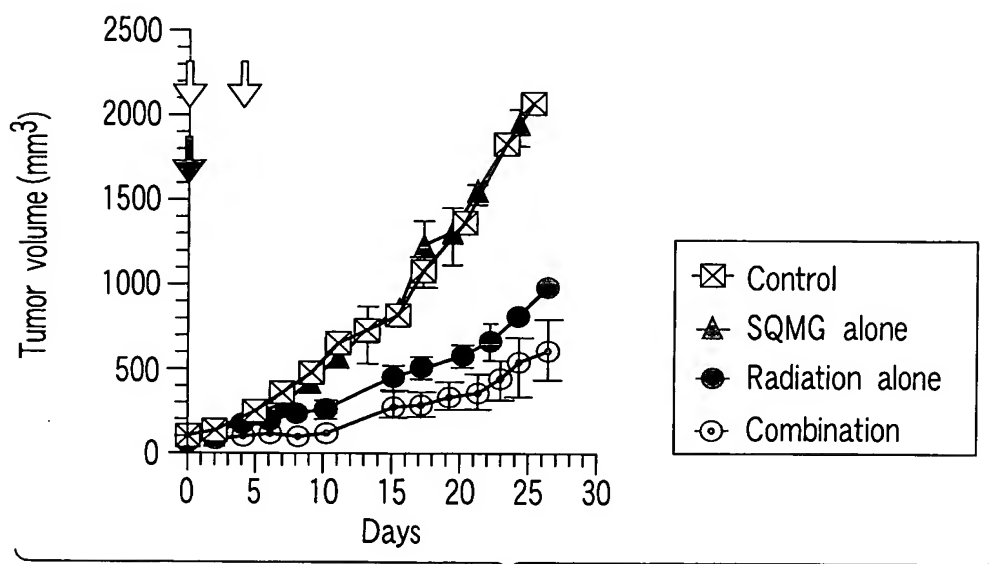 2500
2000
1500
1000
500
0
Tumor volume (mm3)
0 5 10 15 20 25 30
Days
Control
SQMG alone
Radiation alone
Combination